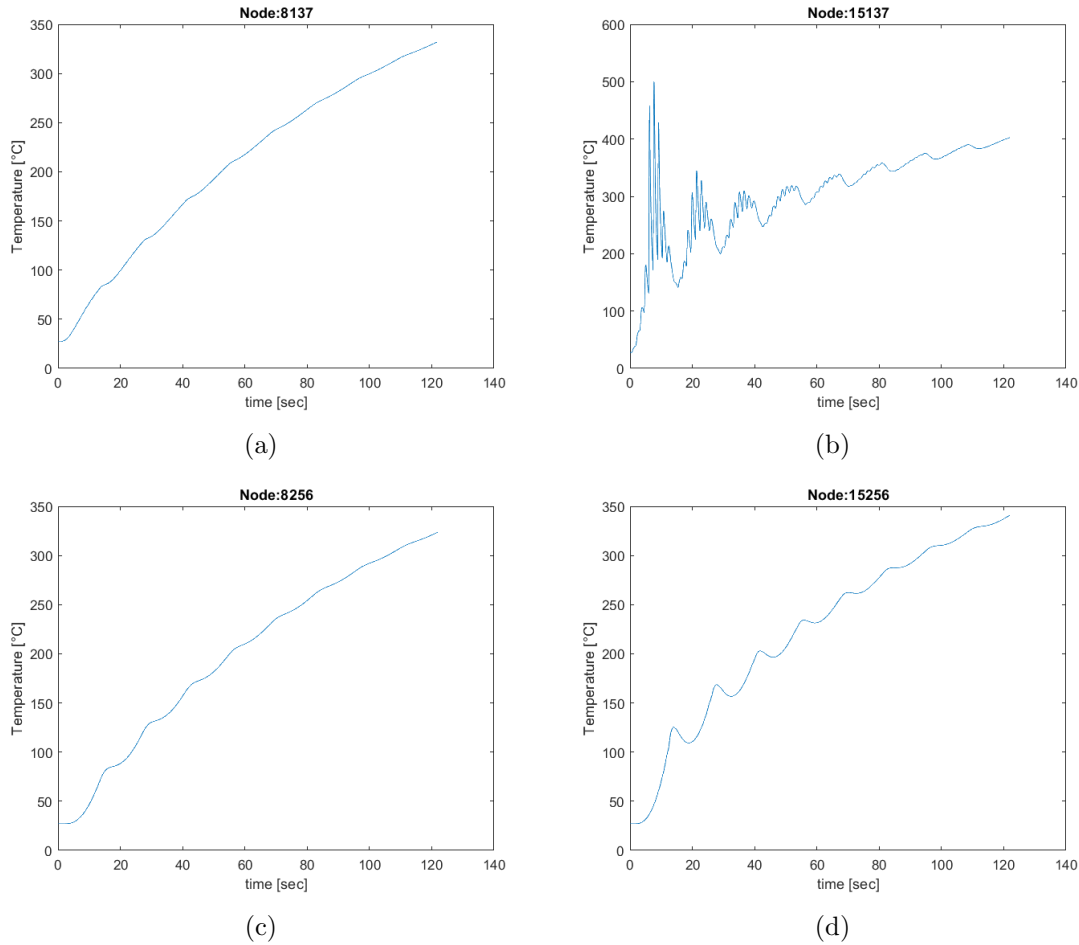 Node:8137
Temperature [°C]
350
300
250
200
150
100
50
0
0 20 40 60 80 100 120 140
time [sec]
(a)
Node:15137
Temperature [°C]
600
500
400
300
200
100
0
0 20 40 60 80 100 120 140
time [sec]
(b)
Node:8256
Temperature [°C]
350
300
250
200
150
100
50
0
0 20 40 60 80 100 120 140
time [sec]
(c)
Node:15256
Temperature [°C]
350
300
250
200
150
100
50
0
0 20 40 60 80 100 120 140
time [sec]
(d)